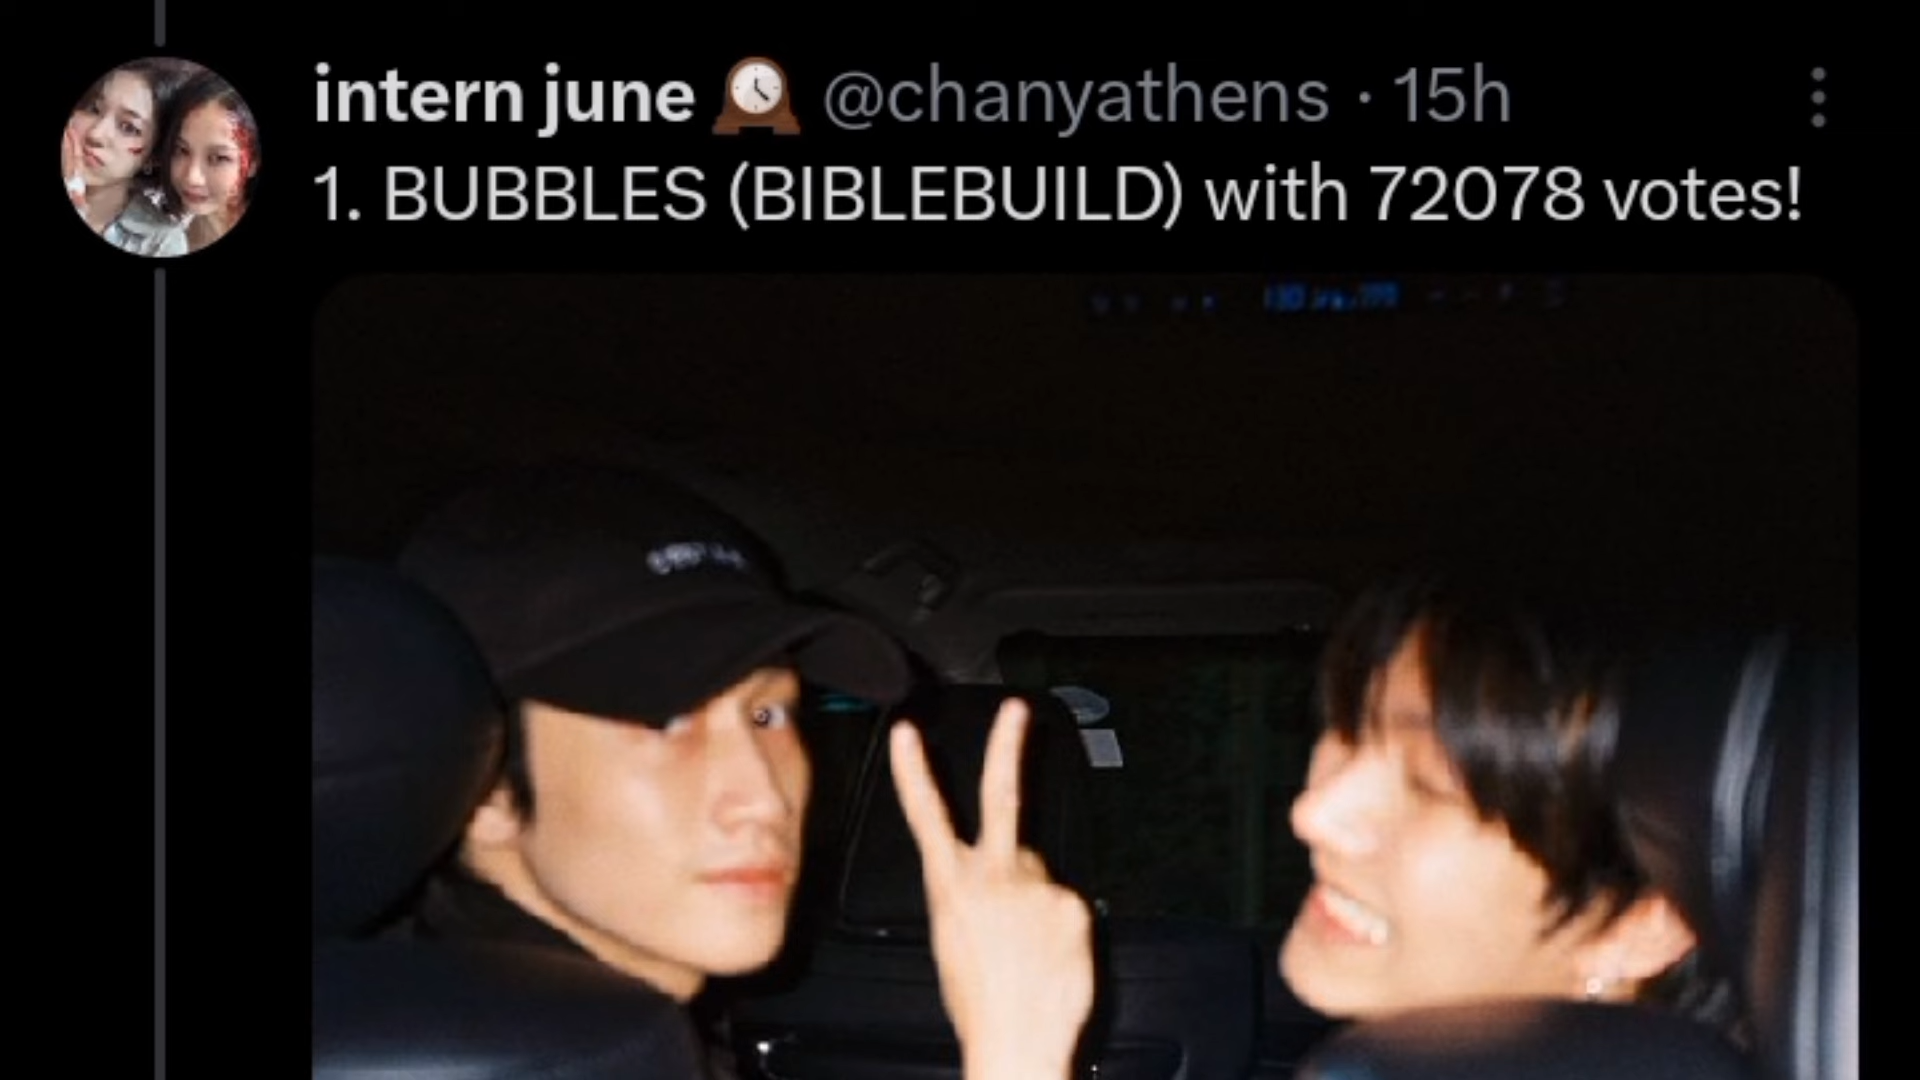 intern june 🕰️ @chanyathens · 15h
1. BUBBLES (BIBLEBUILD) with 72078 votes!